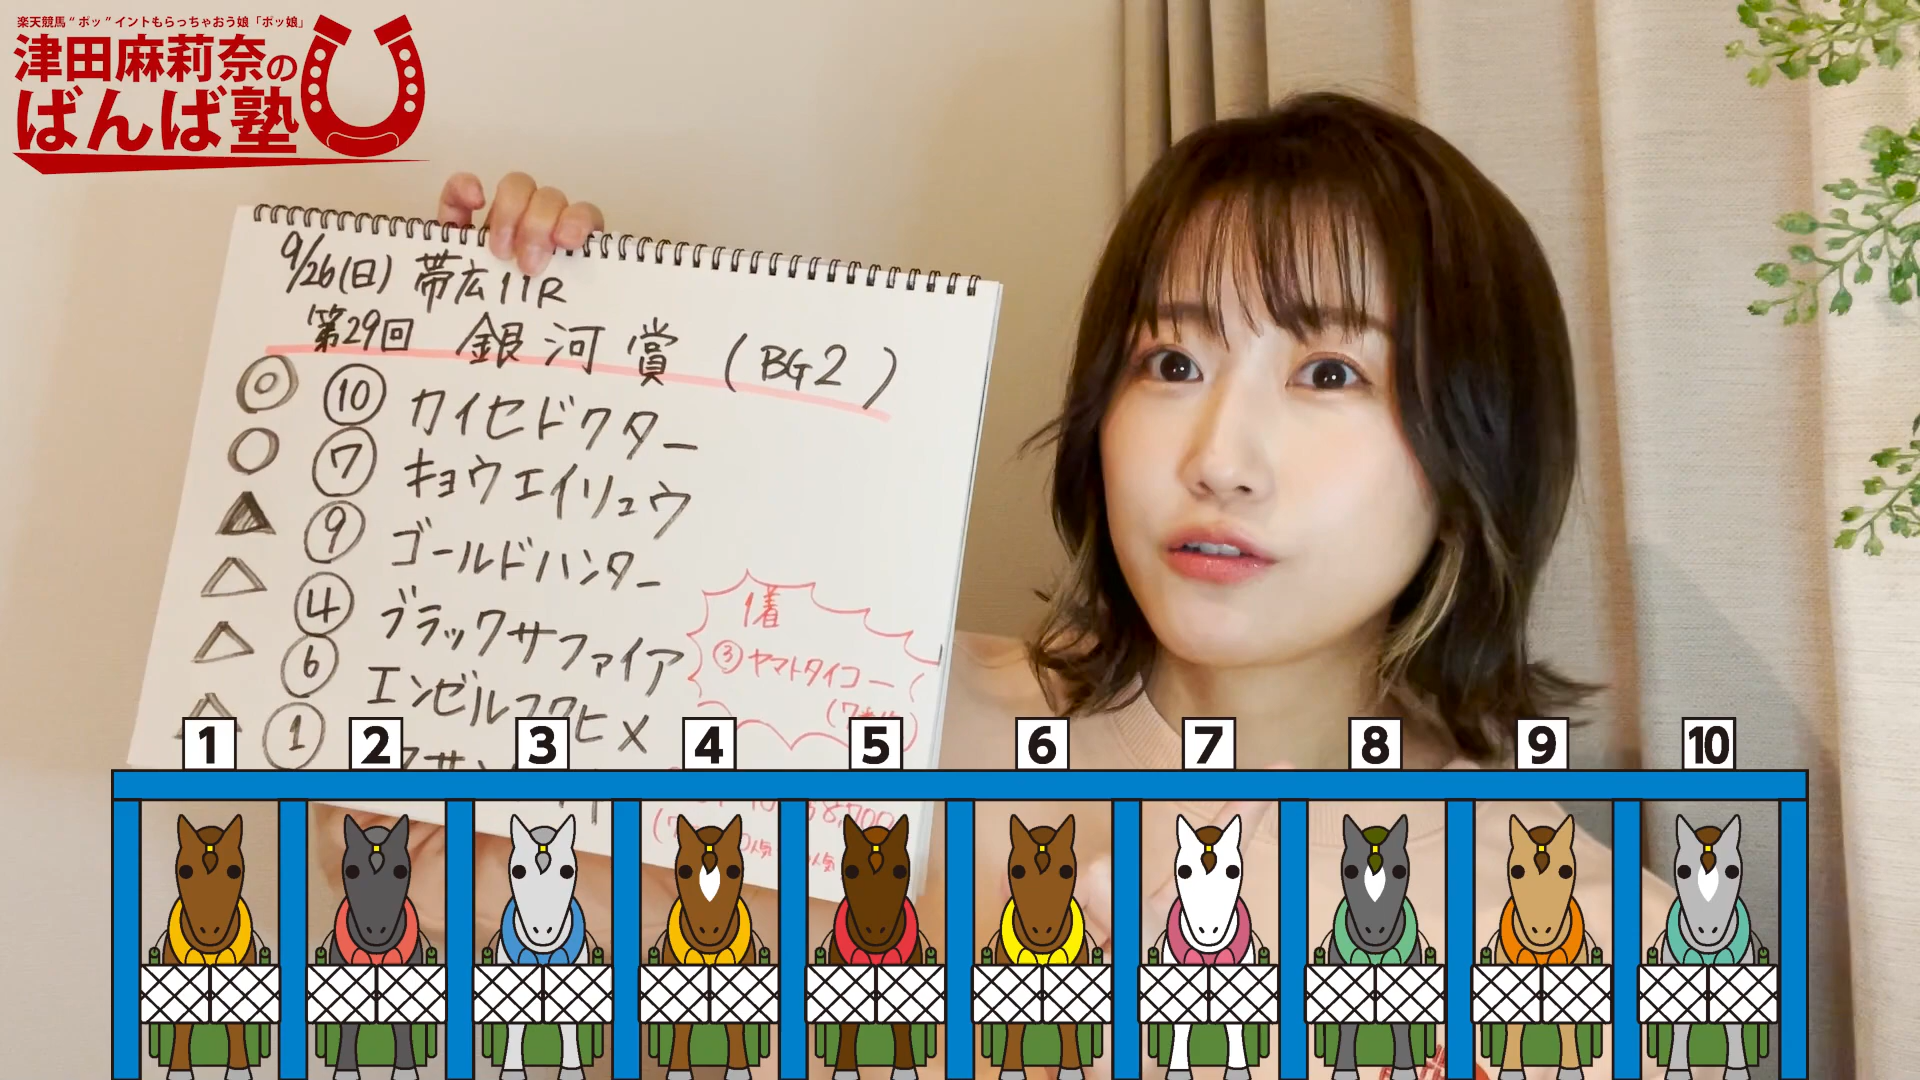 楽天競馬"ポッ"イントもらっちゃおう娘「ポッ娘」
津田麻莉奈の
ばんば塾
9/26(日) 帯広11R
第29回 銀河賞 (BG2)
◎ ⑩ カイセドクター
○ ⑦ キョウエイリュウ
▲ ⑨ ゴールドハンター
△ ④ ブラックサファイア
△ ⑥ エンゼルフクヒメ
△ ①
1着
③ヤマトタイコー
1 2 3 4 5 6 7 8 9 10